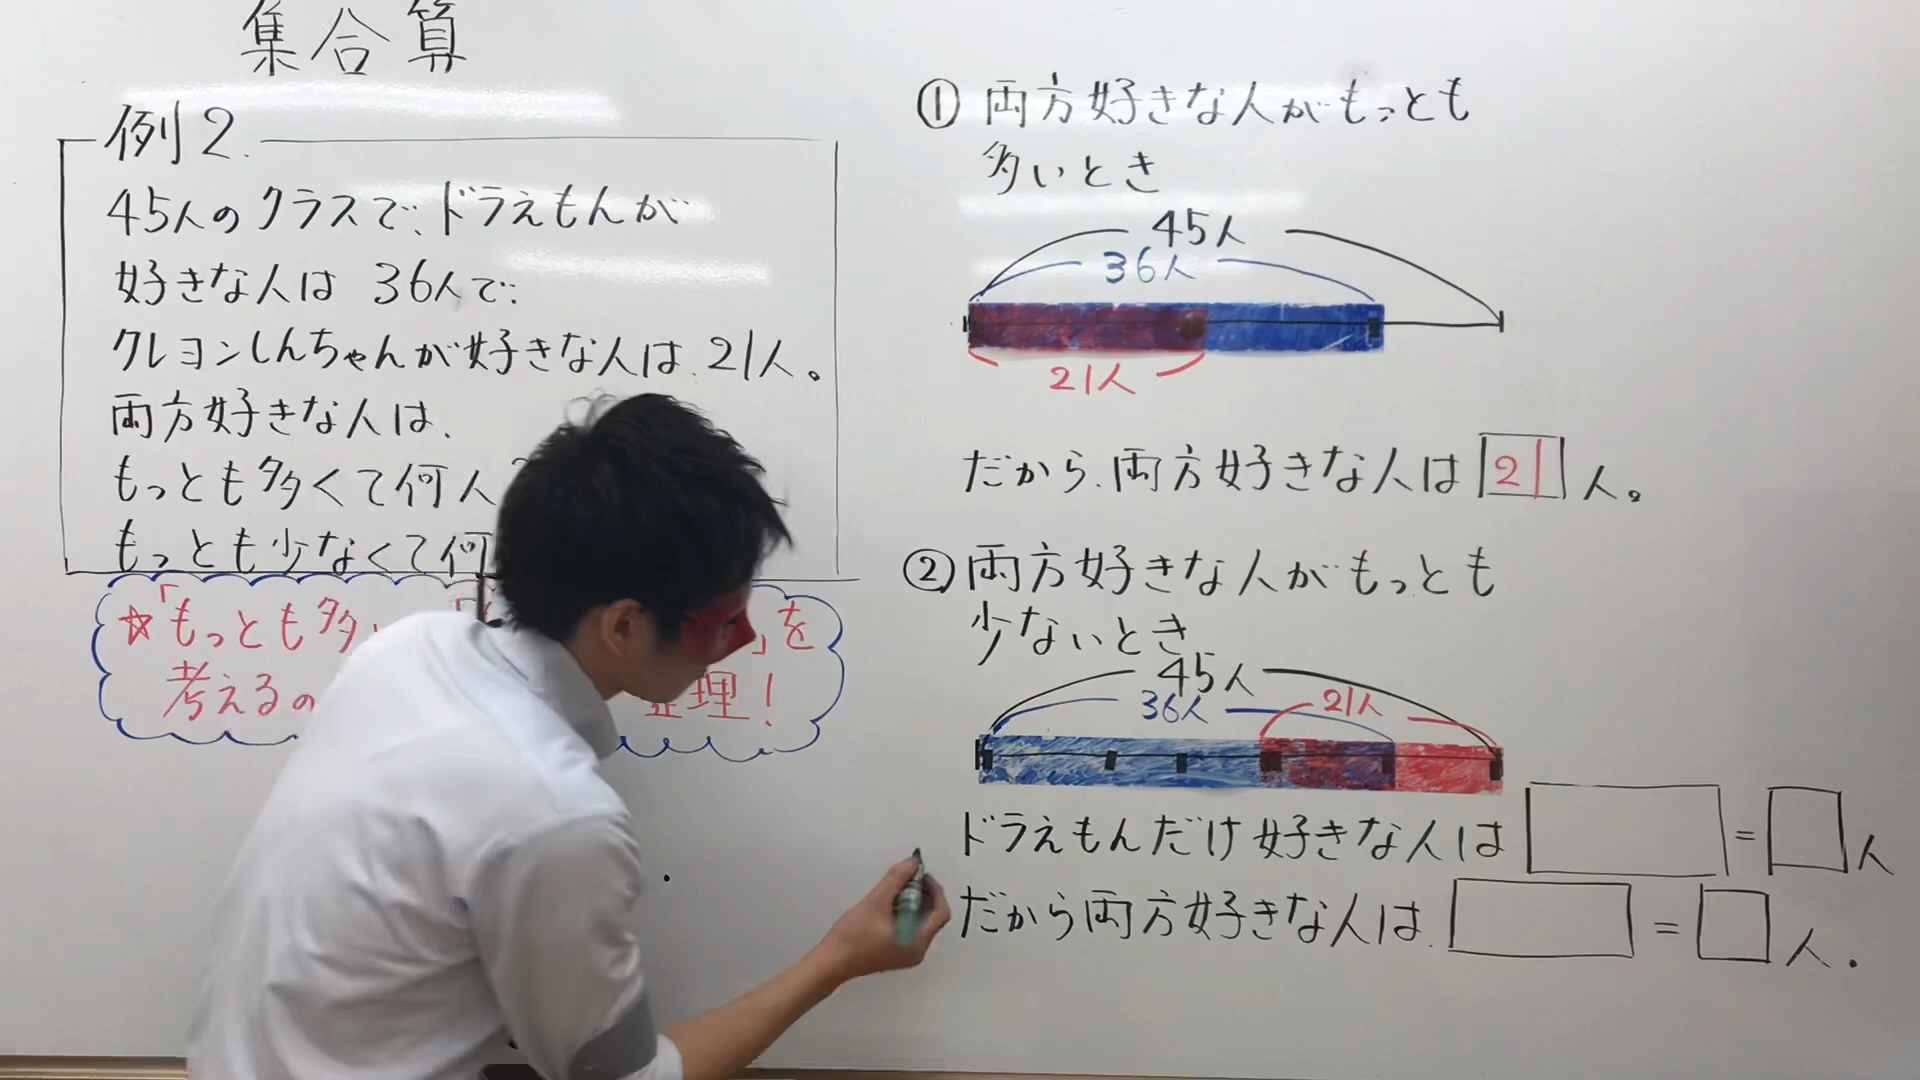 集合算
例2.
45人のクラスで、ドラえもんが
好きな人は 36人で、
クレヨンしんちゃんが好きな人は、21人。
両方好きな人は、
もっとも多くて何人
もっとも少なくて何
☆「もっとも多い 」を
考えるの 整理!
① 両方好きな人がもっとも
多いとき
45人
36人
21人
だから、両方好きな人は 21 人。
② 両方好きな人がもっとも
少ないとき
45人
36人 21人
ドラえもんだけ好きな人は = 人
だから両方好きな人は、 = 人.